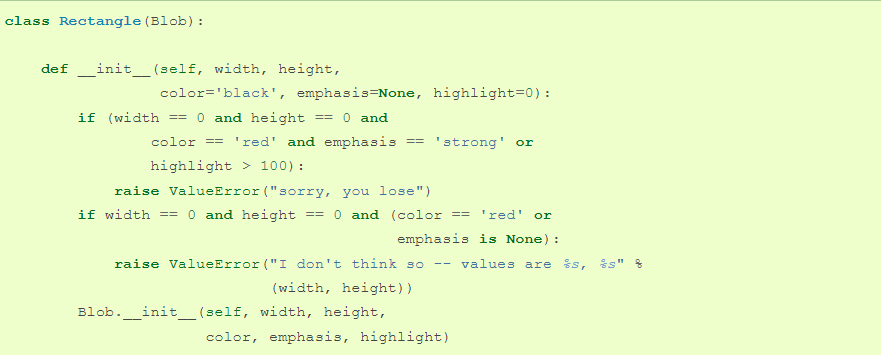 class Rectangle(Blob):
def __init__(self, width, height,
color='black', emphasis=None, highlight=0):
if (width == 0 and height == 0 and
color == 'red' and emphasis == 'strong' or
highlight > 100):
raise ValueError("sorry, you lose")
if width == 0 and height == 0 and (color == 'red' or
emphasis is None):
raise ValueError("I don't think so -- values are %s, %s" %
(width, height))
Blob.__init__(self, width, height,
color, emphasis, highlight)